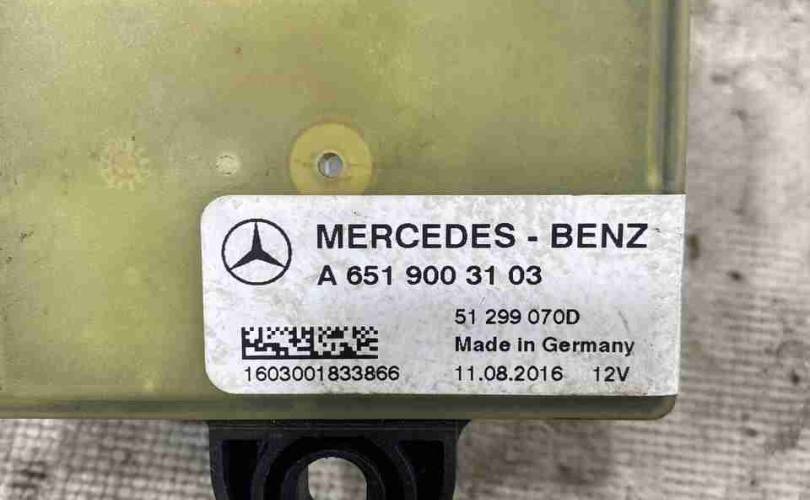 MERCEDES - BENZ
A 651 900 31 03
51 299 070D
Made in Germany
1603001833866 11.08.2016 12V